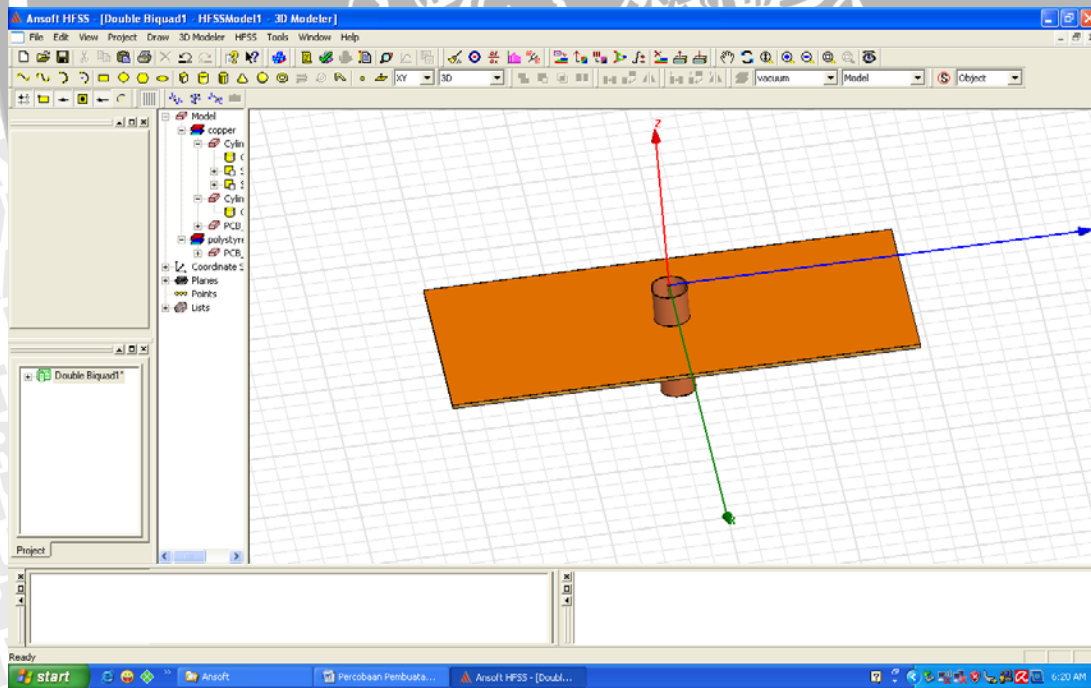 Ansoft HFSS - [Double Biquad1 - HFSSModel1 - 3D Modeler]
File Edit View Project Draw 3D Modeler HFSS Tools Window Help
XY 3D vacuum Model Object
Model
copper
Cylin
Cylin
PCB_
polystyre
PCB_
Coordinate S
Planes
Points
Lists
Z
Double Biquad1*
Project
Ready
start Ansoft Percobaan Pembuata... Ansoft HFSS - [Doubl... 6:20 AM